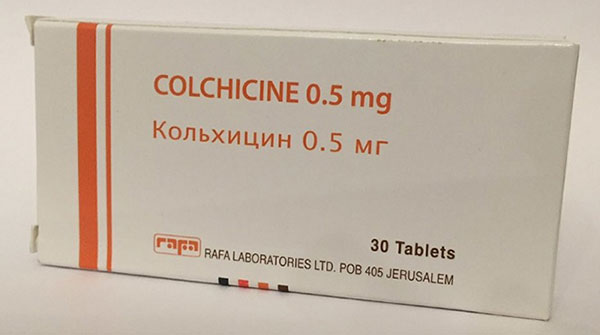 COLCHICINE 0.5 mg
Кольхицин 0.5 мг
30 Tablets
rafa RAFA LABORATORIES LTD. POB 405 JERUSALEM